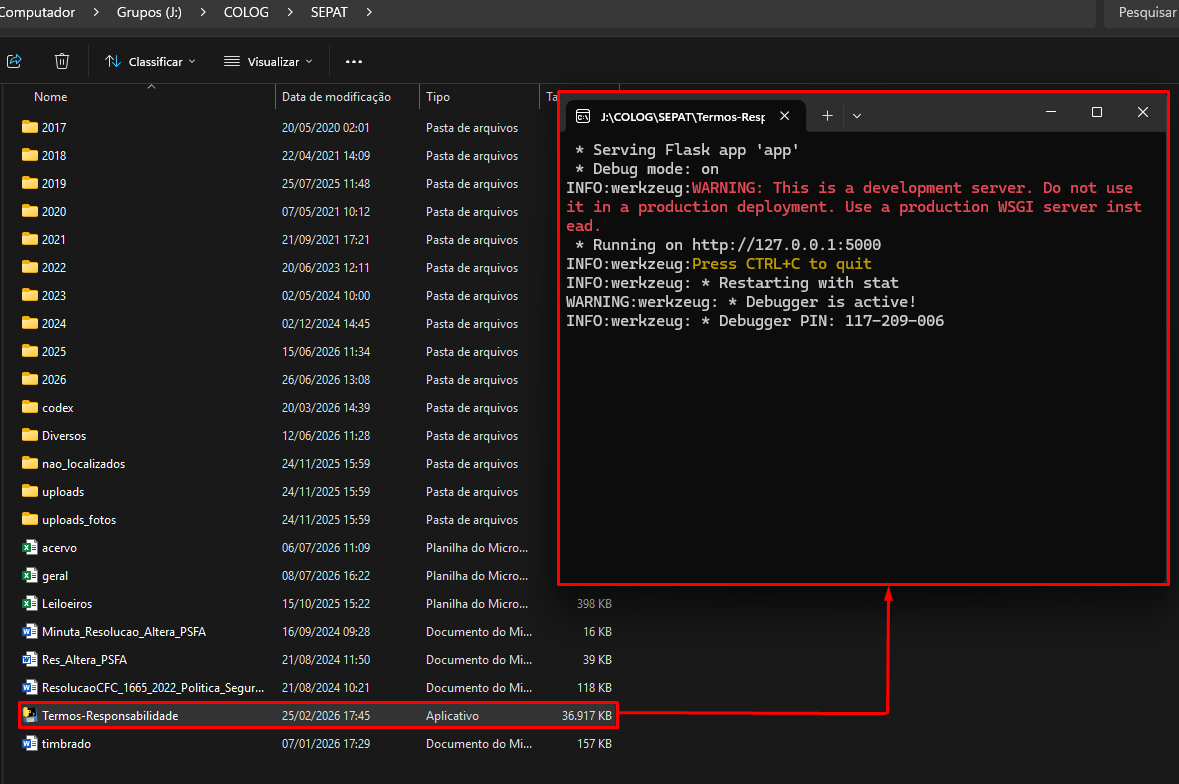 Computador > Grupos (J:) > COLOG > SEPAT >
Pesquisar
Classificar
Visualizar
Nome Data de modificação Tipo Ta
2017 20/05/2020 02:01 Pasta de arquivos
2018 22/04/2021 14:09 Pasta de arquivos
2019 25/07/2025 11:48 Pasta de arquivos
2020 07/05/2021 10:12 Pasta de arquivos
2021 21/09/2021 17:21 Pasta de arquivos
2022 20/06/2023 12:11 Pasta de arquivos
2023 02/05/2024 10:00 Pasta de arquivos
2024 02/12/2024 14:45 Pasta de arquivos
2025 15/06/2026 11:34 Pasta de arquivos
2026 26/06/2026 13:08 Pasta de arquivos
codex 20/03/2026 14:39 Pasta de arquivos
Diversos 12/06/2026 11:28 Pasta de arquivos
nao_localizados 24/11/2025 15:59 Pasta de arquivos
uploads 24/11/2025 15:59 Pasta de arquivos
uploads_fotos 24/11/2025 15:59 Pasta de arquivos
acervo 06/07/2026 11:09 Planilha do Micro...
geral 08/07/2026 16:22 Planilha do Micro...
Leiloeiros 15/10/2025 15:22 Planilha do Micro... 398 KB
Minuta_Resolucao_Altera_PSFA 16/09/2024 09:28 Documento do Mi... 16 KB
Res_Altera_PSFA 21/08/2024 11:50 Documento do Mi... 39 KB
ResolucaoCFC_1665_2022_Politica_Segur... 21/08/2024 10:21 Documento do Mi... 118 KB
Termos-Responsabilidade 25/02/2026 17:45 Aplicativo 36.917 KB
timbrado 07/01/2026 17:29 Documento do Mi... 157 KB
J:\COLOG\SEPAT\Termos-Resp
* Serving Flask app 'app'
* Debug mode: on
INFO:werkzeug:WARNING: This is a development server. Do not use
it in a production deployment. Use a production WSGI server inst
ead.
* Running on http://127.0.0.1:5000
INFO:werkzeug:Press CTRL+C to quit
INFO:werkzeug: * Restarting with stat
WARNING:werkzeug: * Debugger is active!
INFO:werkzeug: * Debugger PIN: 117-209-006